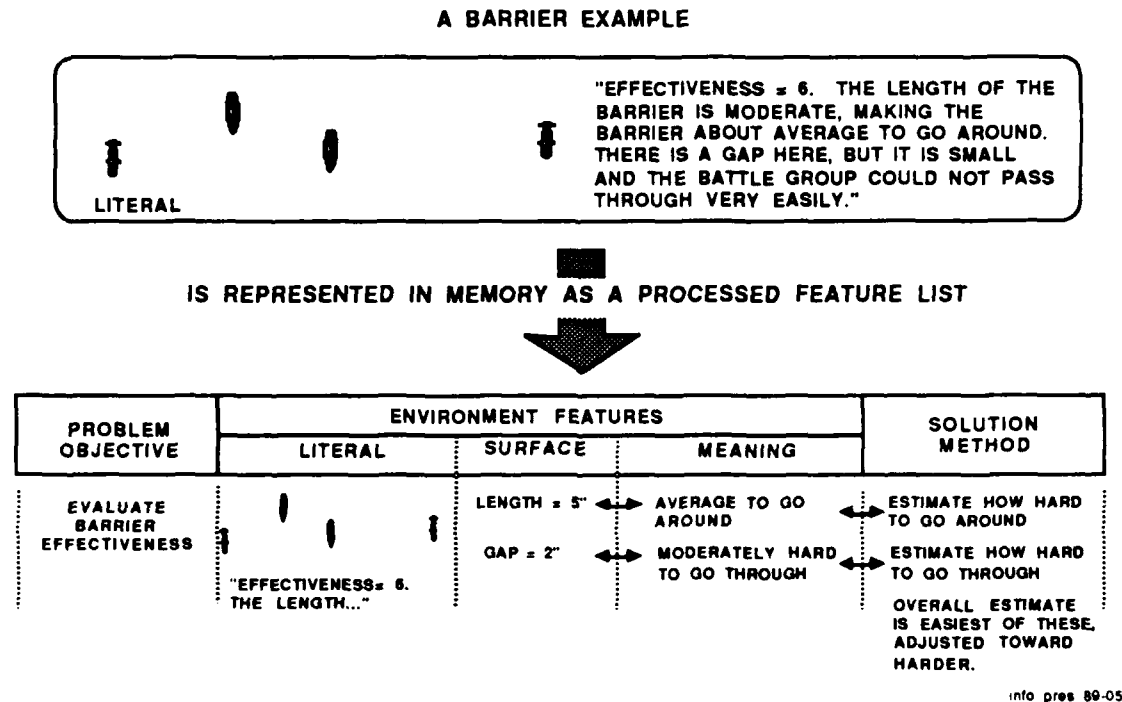 A BARRIER EXAMPLE
"EFFECTIVENESS = 6. THE LENGTH OF THE
BARRIER IS MODERATE, MAKING THE
BARRIER ABOUT AVERAGE TO GO AROUND.
THERE IS A GAP HERE, BUT IT IS SMALL
AND THE BATTLE GROUP COULD NOT PASS
THROUGH VERY EASILY."
LITERAL
IS REPRESENTED IN MEMORY AS A PROCESSED FEATURE LIST
PROBLEM
OBJECTIVE
ENVIRONMENT FEATURES
LITERAL
SURFACE
MEANING
SOLUTION
METHOD
EVALUATE
BARRIER
EFFECTIVENESS
"EFFECTIVENESS= 6.
THE LENGTH..."
LENGTH = 5"
GAP = 2"
AVERAGE TO GO
AROUND
MODERATELY HARD
TO GO THROUGH
ESTIMATE HOW HARD
TO GO AROUND
ESTIMATE HOW HARD
TO GO THROUGH
OVERALL ESTIMATE
IS EASIEST OF THESE,
ADJUSTED TOWARD
HARDER.
info pres 89-05